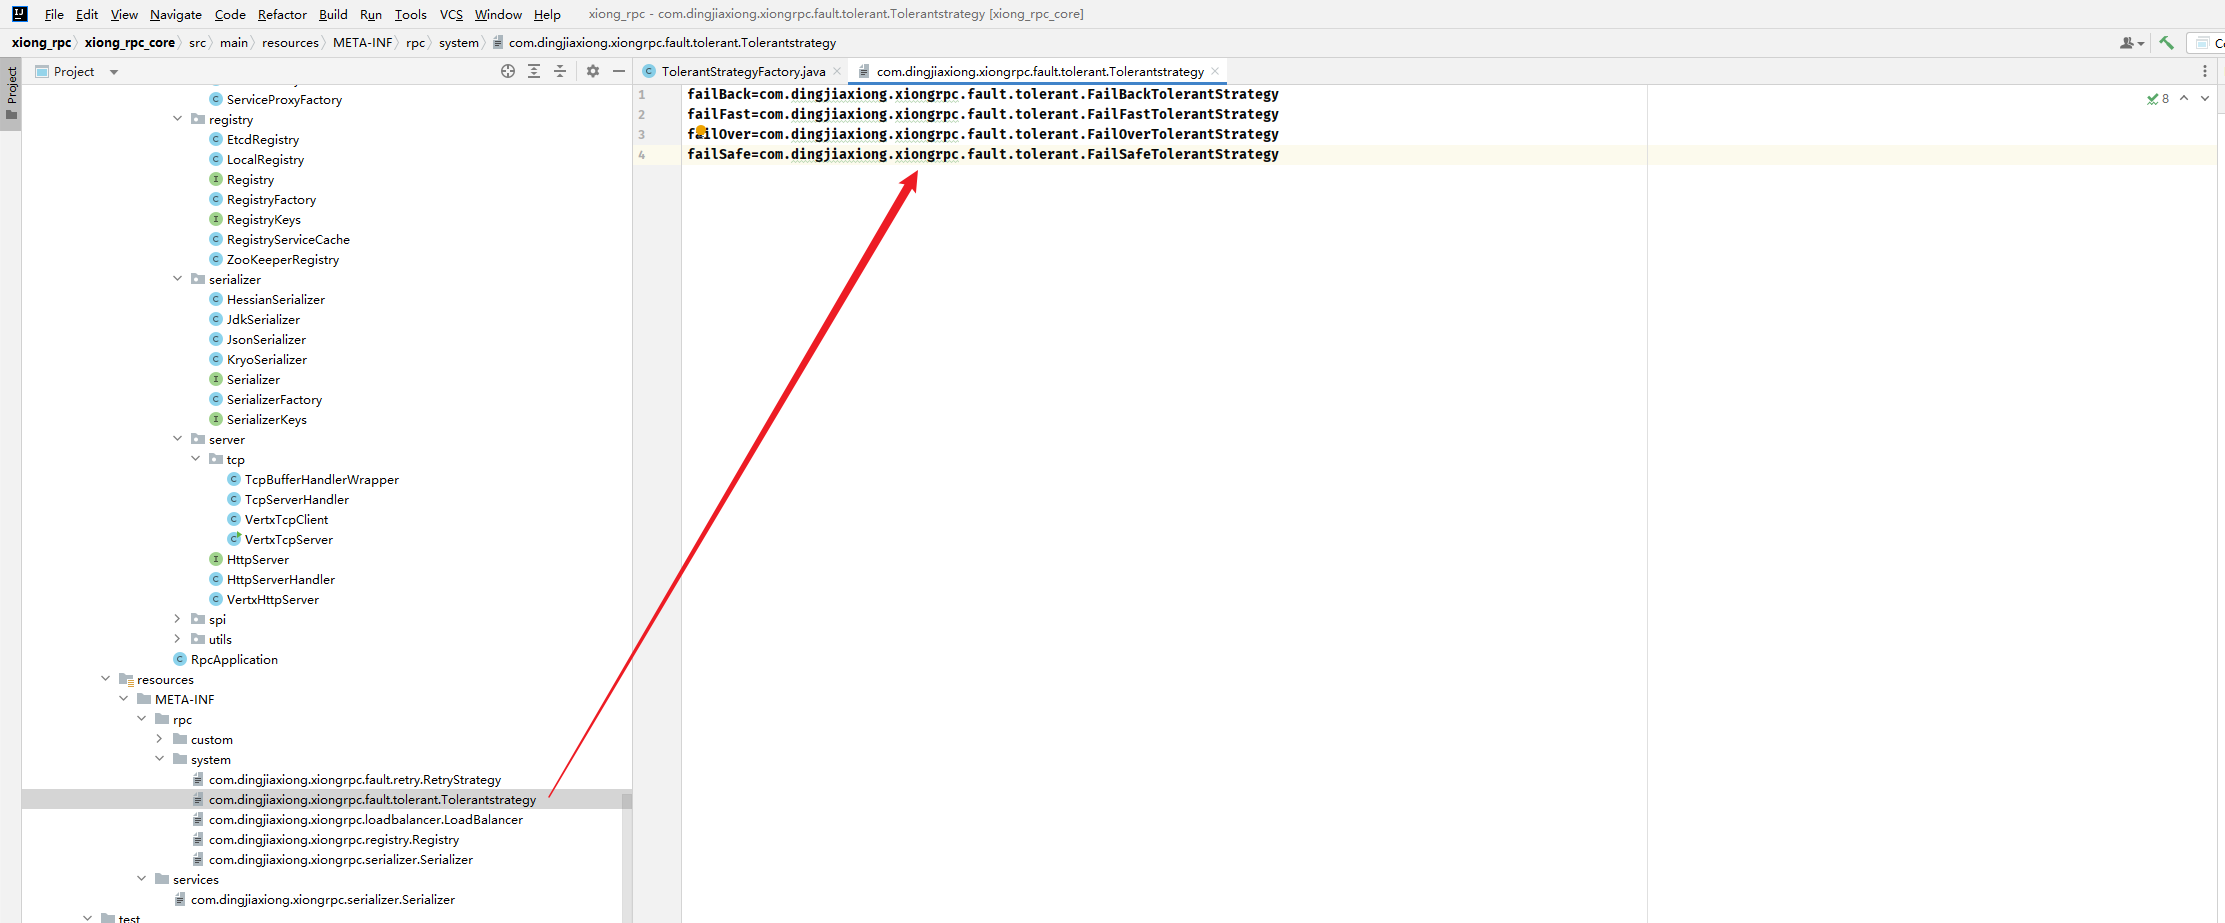 File Edit View Navigate Code Refactor Build Run Tools VCS Window Help xiong_rpc - com.dingjiaxiong.xiongrpc.fault.tolerant.Tolerantstrategy [xiong_rpc_core]
xiong_rpc xiong_rpc_core src main resources META-INF rpc system com.dingjiaxiong.xiongrpc.fault.tolerant.Tolerantstrategy
Project
Project
TolerantStrategyFactory.java com.dingjiaxiong.xiongrpc.fault.tolerant.Tolerantstrategy
ServiceProxyFactory
registry
EtcdRegistry
LocalRegistry
Registry
RegistryFactory
RegistryKeys
RegistryServiceCache
ZooKeeperRegistry
serializer
HessianSerializer
JdkSerializer
JsonSerializer
KryoSerializer
Serializer
SerializerFactory
SerializerKeys
server
tcp
TcpBufferHandlerWrapper
TcpServerHandler
VertxTcpClient
VertxTcpServer
HttpServer
HttpServerHandler
VertxHttpServer
spi
utils
RpcApplication
resources
META-INF
rpc
custom
system
com.dingjiaxiong.xiongrpc.fault.retry.RetryStrategy
com.dingjiaxiong.xiongrpc.fault.tolerant.Tolerantstrategy
com.dingjiaxiong.xiongrpc.loadbalancer.LoadBalancer
com.dingjiaxiong.xiongrpc.registry.Registry
com.dingjiaxiong.xiongrpc.serializer.Serializer
services
com.dingjiaxiong.xiongrpc.serializer.Serializer
test
1 failBack=com.dingjiaxiong.xiongrpc.fault.tolerant.FailBackTolerantStrategy
2 failFast=com.dingjiaxiong.xiongrpc.fault.tolerant.FailFastTolerantStrategy
3 failOver=com.dingjiaxiong.xiongrpc.fault.tolerant.FailOverTolerantStrategy
4 failSafe=com.dingjiaxiong.xiongrpc.fault.tolerant.FailSafeTolerantStrategy
8